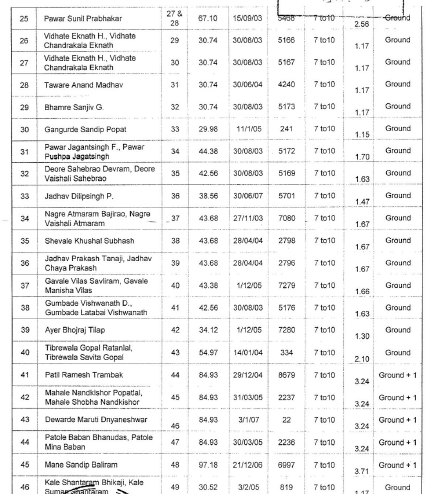 25 Pawar Sunil Prabhakar 27 & 28 67.10 15/09/03 5468 7 to10 2.56 Ground
26 Vidhate Eknath H., Vidhate Chandrakala Eknath 29 30.74 30/08/03 5166 7 to10 1.17 Ground
27 Vidhate Eknath H., Vidhate Chandrakala Eknath 30 30.74 30/08/03 5167 7 to10 1.17 Ground
28 Taware Anand Madhav 31 30.74 30/06/04 4240 7 to10 1.17 Ground
29 Bhamre Sanjiv G. 32 30.74 30/08/03 5173 7 to10 1.17 Ground
30 Gangurde Sandip Popat 33 29.98 11/1/05 241 7 to10 1.15 Ground
31 Pawar Jagantsingh F., Pawar Pushpa Jagatsingh 34 44.38 30/08/03 5172 7 to10 1.70 Ground
32 Deore Sahebrao Devram, Deore Vaishali Sahebrao 35 42.56 30/08/03 5169 7 to10 1.63 Ground
33 Jadhav Dilipsingh P. 36 38.56 30/06/07 5701 7 to10 1.47 Ground
34 Nagre Atmaram Bajirao, Nagre Vaishali Atmaram 37 43.68 27/11/03 7080 7 to10 1.67 Ground
35 Shevale Khushal Subhash 38 43.68 28/04/04 2798 7 to10 1.67 Ground
36 Jadhav Prakash Tanaji, Jadhav Chaya Prakash 39 43.68 28/04/04 2796 7 to10 1.67 Ground
37 Gavale Vilas Savliram, Gavale Manisha Vilas 40 43.38 1/12/05 7279 7 to10 1.66 Ground
38 Gumbade Vishwanath D., Gumbade Latabai Vishwanath 41 42.56 30/08/03 5176 7 to10 1.63 Ground
39 Ayer Bhojraj Tilap 42 34.12 1/12/05 7280 7 to10 1.30 Ground
40 Tibrewala Gopal Ratanlal, Tibrewala Savita Gopal 43 54.97 14/01/04 334 7 to10 2.10 Ground
41 Patil Ramesh Trambak 44 84.93 29/12/04 8679 7 to10 3.24 Ground + 1
42 Mahale Nandkishor Popatlal, Mahale Shobha Nandkishor 45 84.93 31/03/05 2237 7 to10 3.24 Ground + 1
43 Dewarde Maruti Dnyaneshwar 46 84.93 3/1/07 22 7 to10 3.24 Ground + 1
44 Patole Baban Bhanudas, Patole Mina Baban 47 84.93 30/03/05 2236 7 to10 3.24 Ground + 1
45 Mane Sandip Baliram 48 97.18 21/12/06 6997 7 to10 3.71 Ground + 1
46 Kale Shantaram Bhikaji, Kale Suman Shantaram 49 30.52 3/2/05 819 7 to10 1.17 Ground